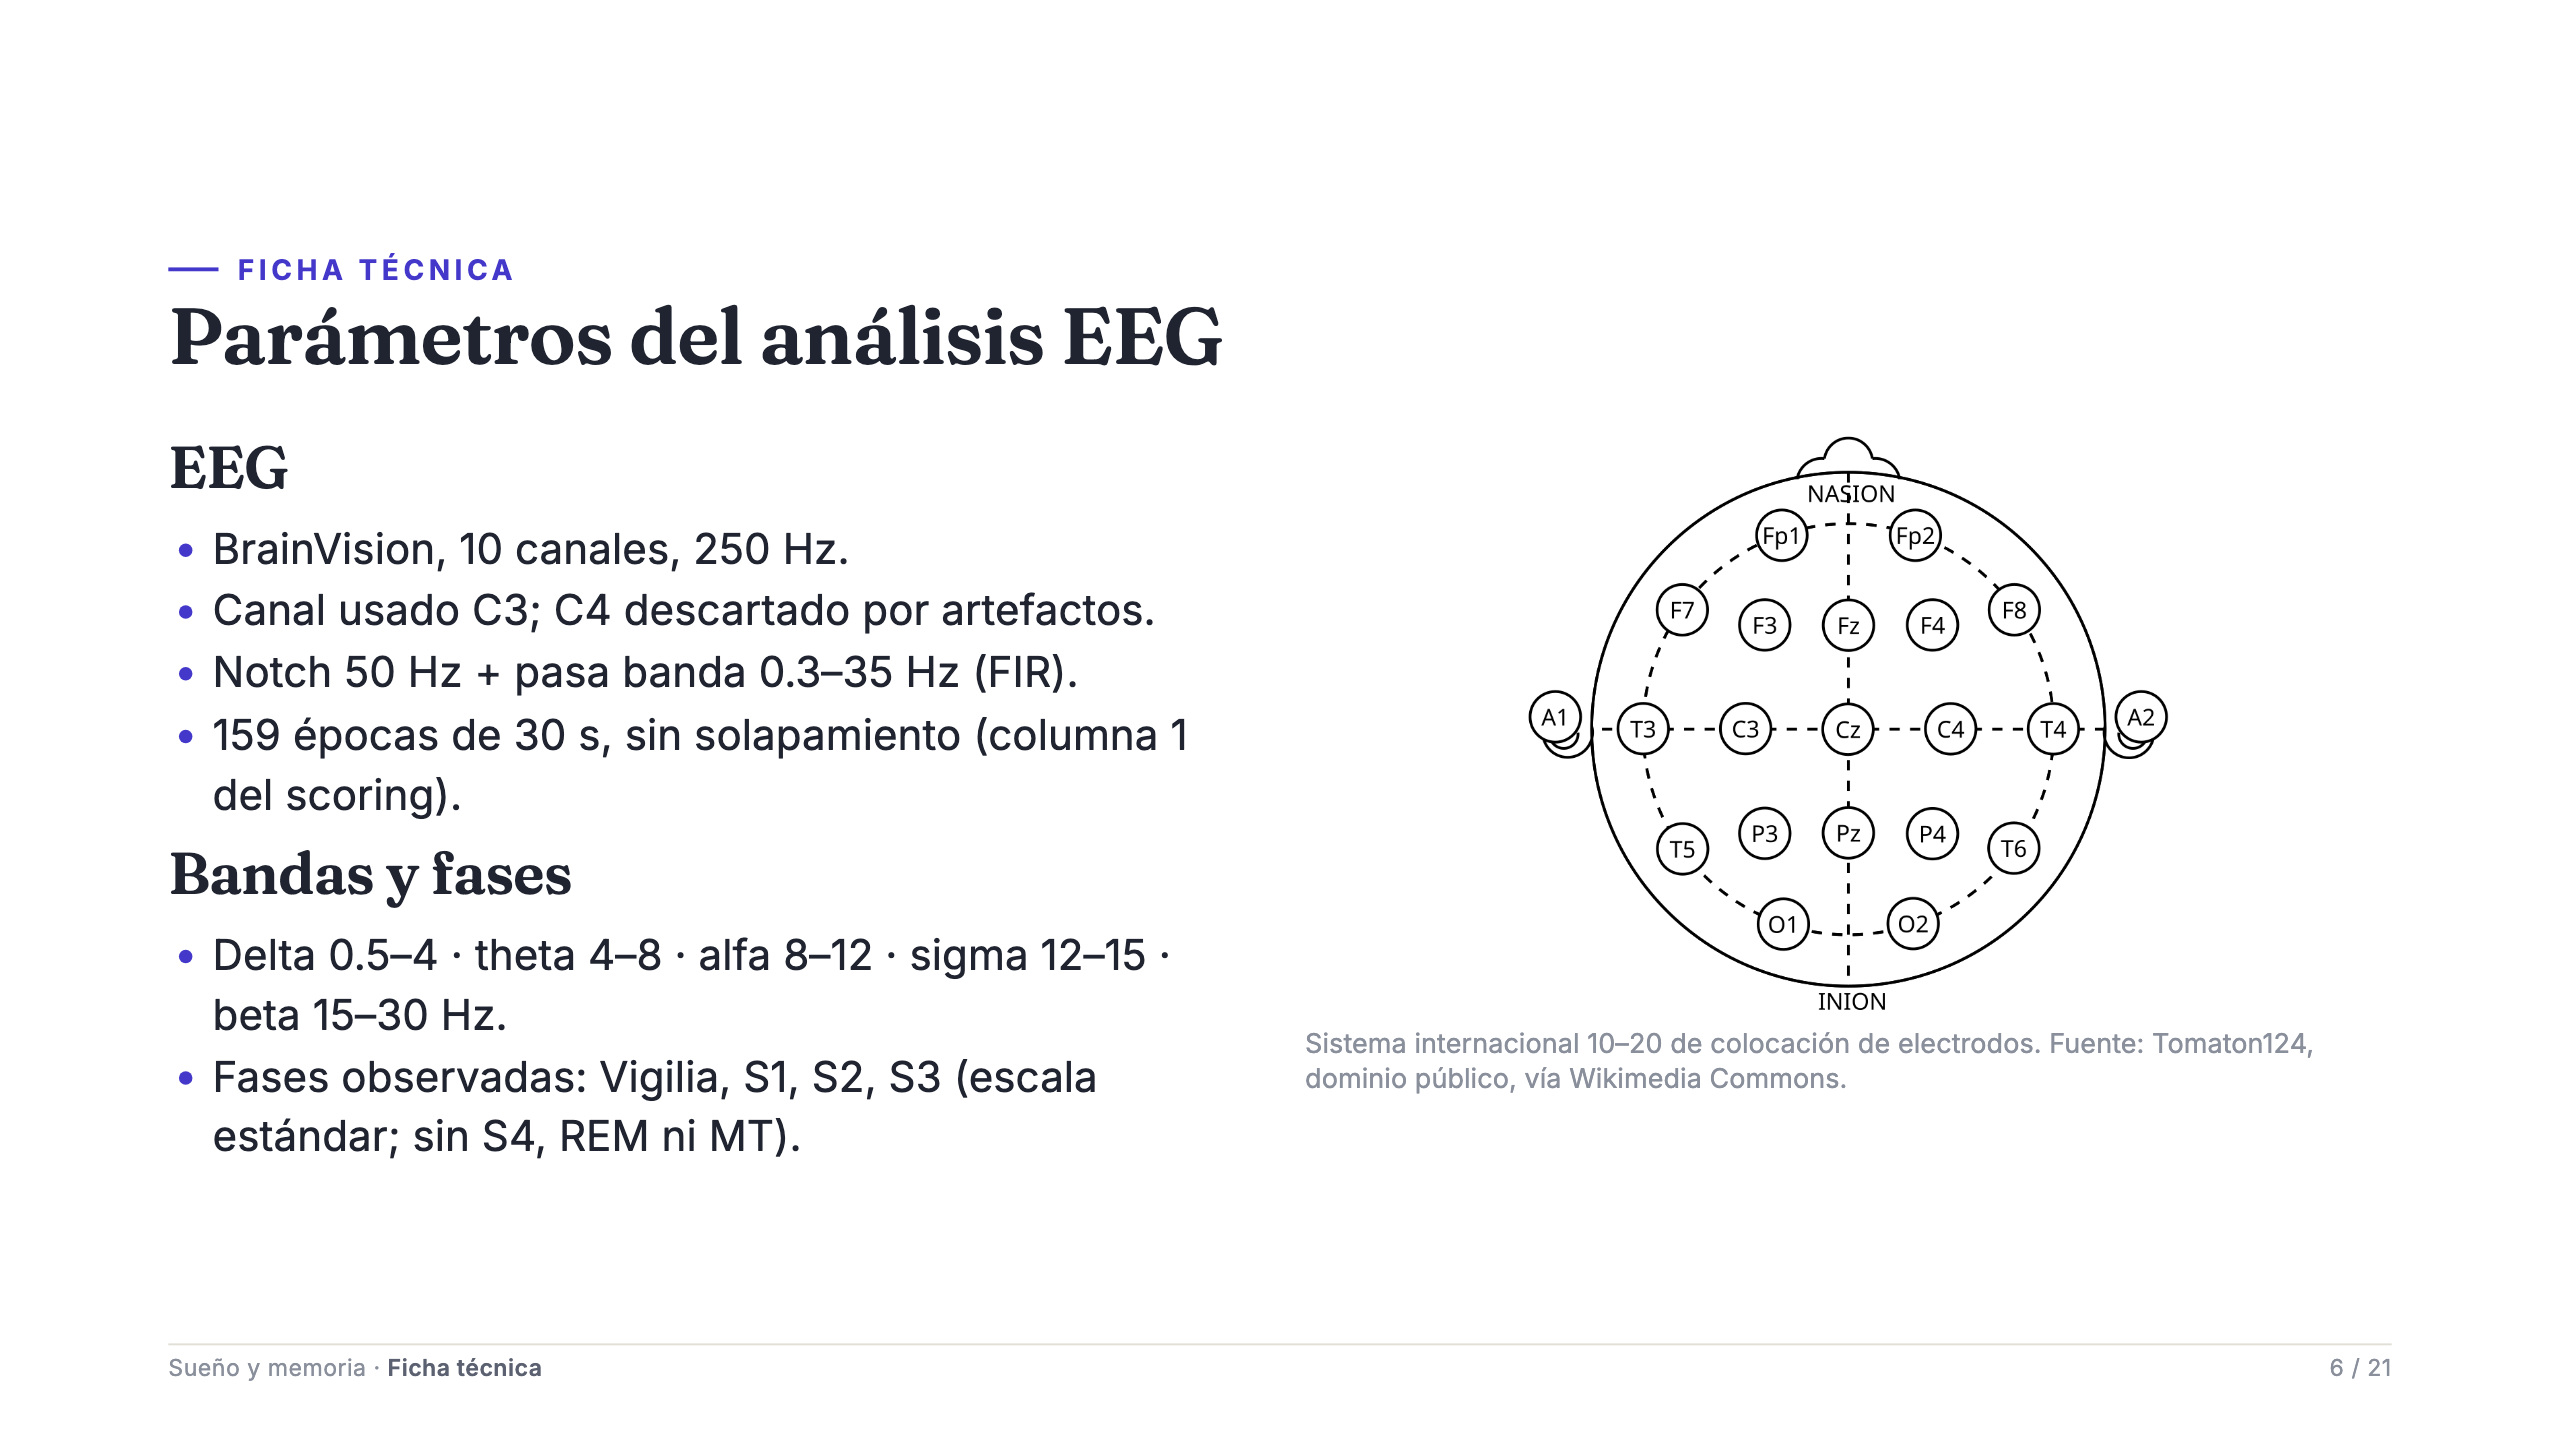 FICHA TÉCNICA
Parámetros del análisis EEG
EEG
• BrainVision, 10 canales, 250 Hz.
• Canal usado C3; C4 descartado por artefactos.
• Notch 50 Hz + pasa banda 0.3–35 Hz (FIR).
• 159 épocas de 30 s, sin solapamiento (columna 1
del scoring).
Bandas y fases
• Delta 0.5–4 · theta 4–8 · alfa 8–12 · sigma 12–15 ·
beta 15–30 Hz.
• Fases observadas: Vigilia, S1, S2, S3 (escala
estándar; sin S4, REM ni MT).
NASION
Fp1 Fp2
F7 F3 Fz F4 F8
A1 T3 C3 Cz C4 T4 A2
T5 P3 Pz P4 T6
O1 O2
INION
Sistema internacional 10–20 de colocación de electrodos. Fuente: Tomaton124,
dominio público, vía Wikimedia Commons.
Sueño y memoria · Ficha técnica
6 / 21